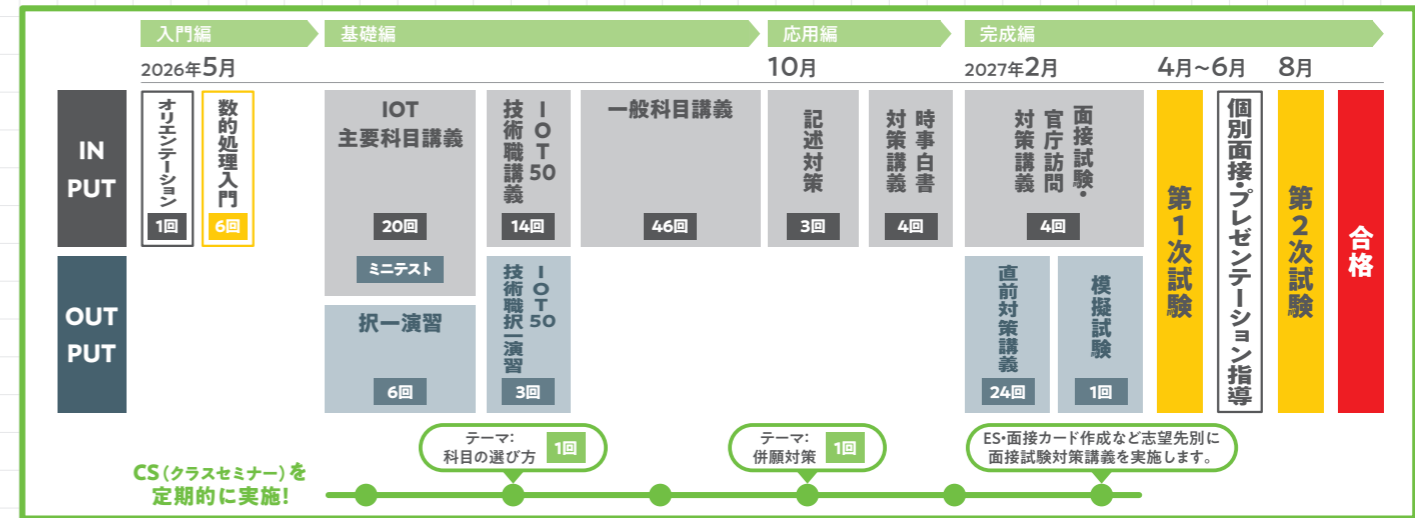 入門編
基礎編
応用編
完成編
2026年5月
10月
2027年2月
4月～6月
8月
IN
PUT
オリエンテーション
1回
数的処理入門
6回
IOT
主要科目講義
20回
ミニテスト
IOT50
技術職講義
14回
一般科目講義
46回
記述対策
3回
時事白書
対策講義
4回
面接試験・
官庁訪問
対策講義
4回
第1次試験
個別面接・プレゼンテーション指導
第2次試験
合格
OUT
PUT
択一演習
6回
IOT50
技術職択一演習
3回
直前対策講義
24回
模擬試験
1回
CS（クラスセミナー）を
定期的に実施！
テーマ：
科目の選び方
1回
テーマ：
併願対策
1回
ES・面接カード作成など志望先別に
面接試験対策講義を実施します。